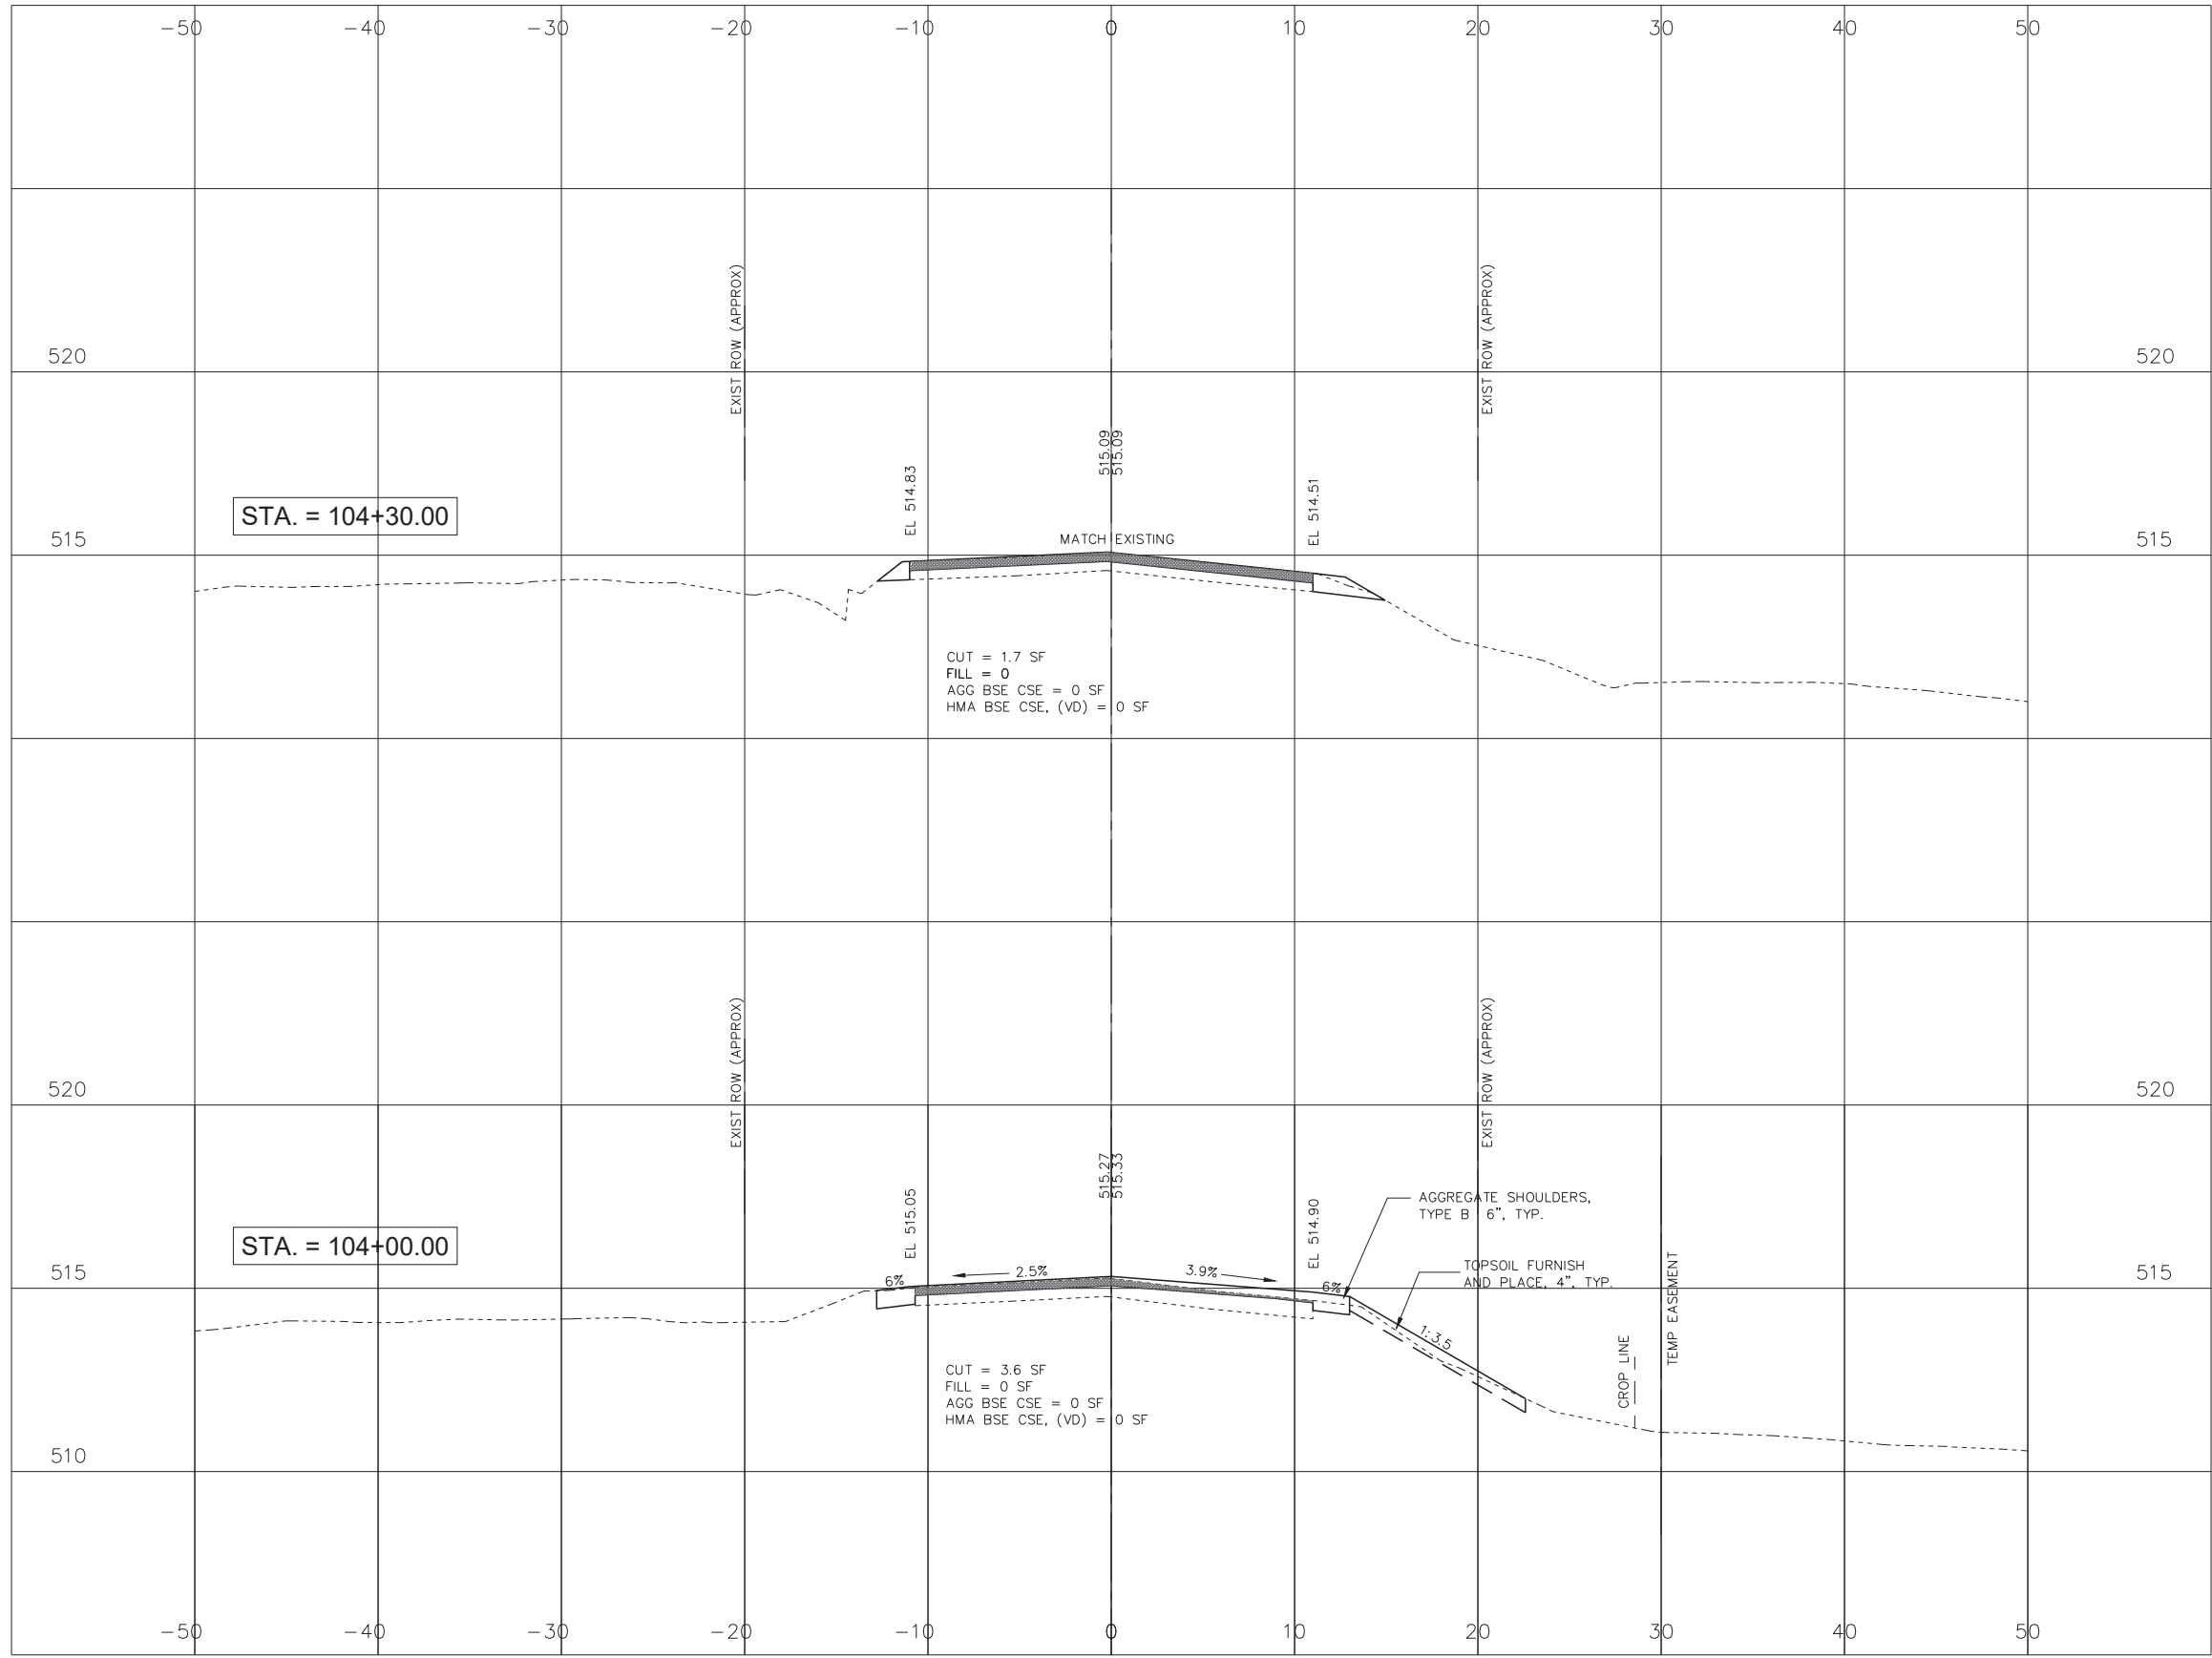 -50 -40 -30 -20 -10 0 10 20 30 40 50
EXIST ROW (APPROX)
EXIST ROW (APPROX)
520 520
515.09
515.09
EL 514.83
EL 514.51
STA. = 104+30.00
515 515
MATCH EXISTING
CUT = 1.7 SF
FILL = 0
AGG BSE CSE = 0 SF
HMA BSE CSE, (VD) = 0 SF
EXIST ROW (APPROX)
EXIST ROW (APPROX)
520 520
515.27
515.33
EL 515.05
EL 514.90
AGGREGATE SHOULDERS,
TYPE B 6", TYP.
STA. = 104+00.00
TOPSOIL FURNISH
AND PLACE, 4", TYP.
TEMP EASEMENT
515 515
6% 2.5% 3.9% 6%
1:3.5
CROP LINE
CUT = 3.6 SF
FILL = 0 SF
AGG BSE CSE = 0 SF
HMA BSE CSE, (VD) = 0 SF
510 510
-50 -40 -30 -20 -10 0 10 20 30 40 50